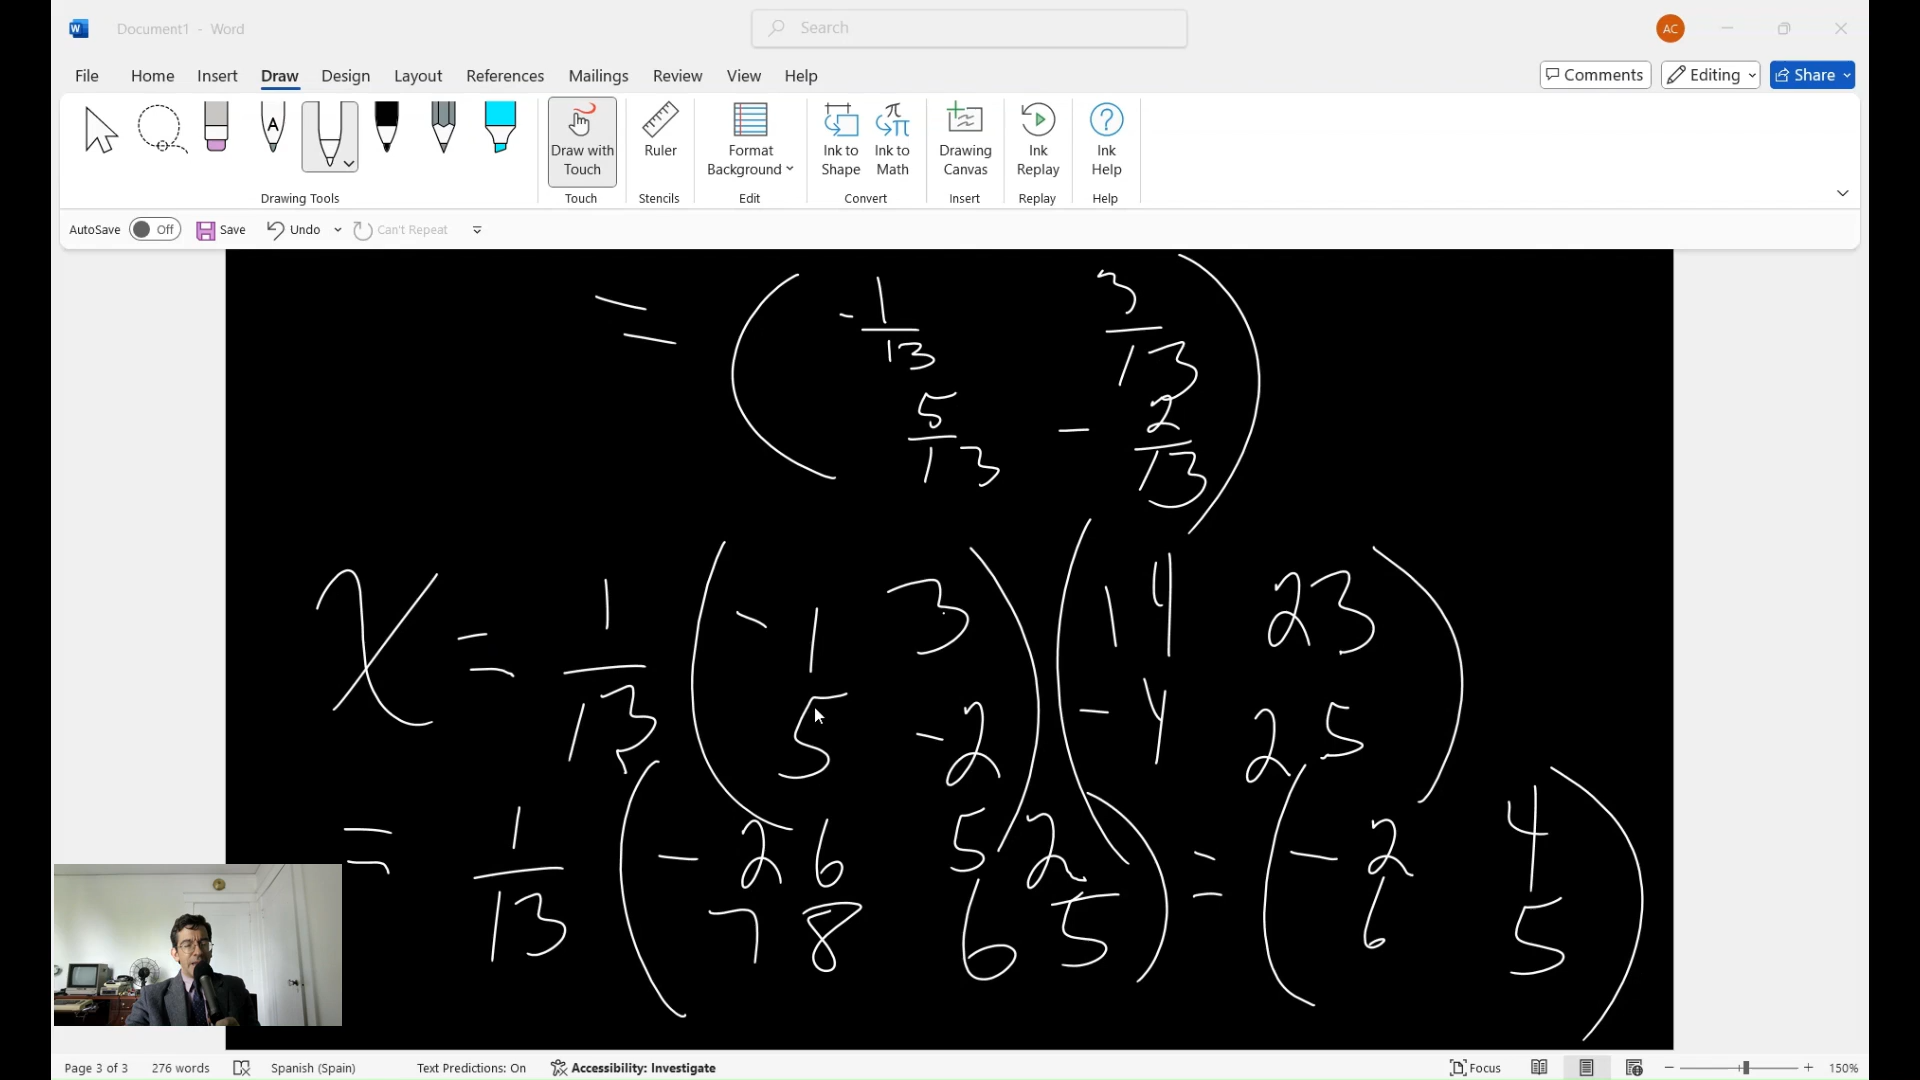 Document1 - Word
Search
AC
File Home Insert Draw Design Layout References Mailings Review View Help
Comments Editing Share
Draw with Touch
Ruler
Format Background
Ink to Shape
Ink to Math
Drawing Canvas
Ink Replay
Ink Help
Drawing Tools Touch Stencils Edit Convert Insert Replay Help
AutoSave Off Save Undo Can't Repeat
= ( -1/13 3/13
5/13 - 2/13 )
X = 1/13 ( -1 3 ) ( 14 23 )
5 -2 -4 25
= 1/13 ( -26 52 ) = ( -2 4 )
78 65 6 5
Page 3 of 3 276 words Spanish (Spain) Text Predictions: On Accessibility: Investigate Focus 150%